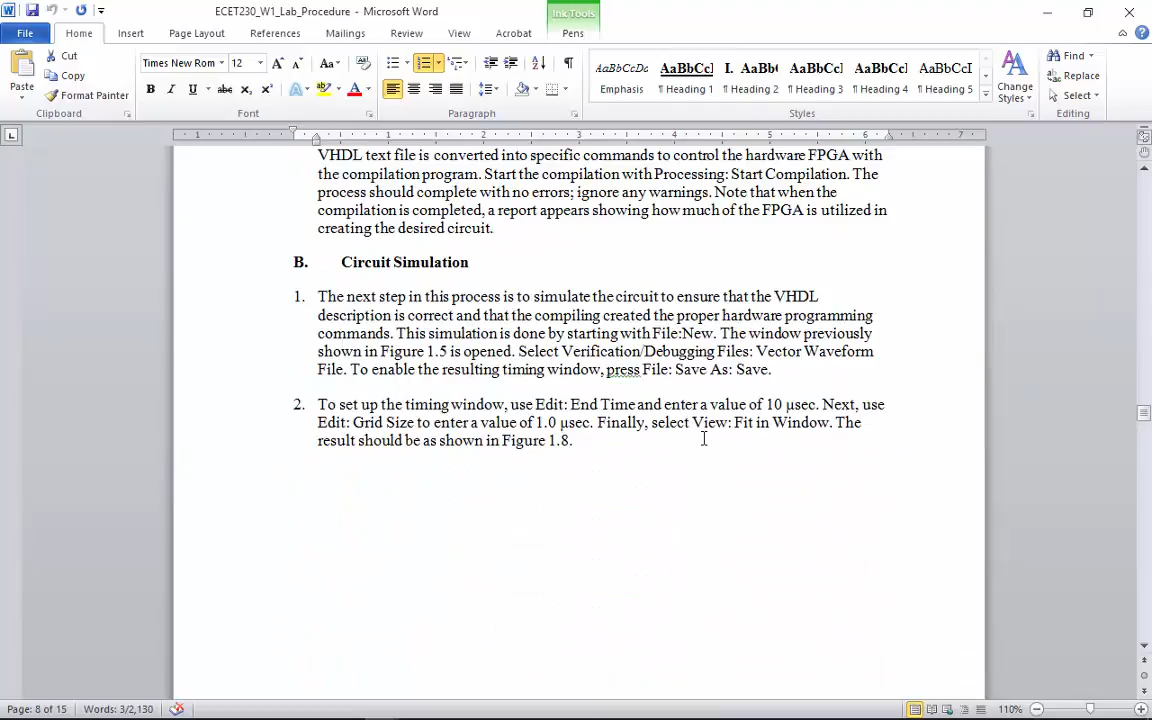 ECET230_W1_Lab_Procedure - Microsoft Word
Ink Tools
File Home Insert Page Layout References Mailings Review View Acrobat Pens
Paste
Cut
Copy
Format Painter
Clipboard
Times New Rom 12
Font
Paragraph
AaBbCcDc AaBbCcI I. AaBb( AaBbCcI AaBbCcI AaBbCcI
Emphasis ¶ Heading 1 ¶ Heading 2 ¶ Heading 3 ¶ Heading 4 ¶ Heading 5
Styles
Change Styles
Find
Replace
Select
Editing
VHDL text file is converted into specific commands to control the hardware FPGA with
the compilation program. Start the compilation with Processing: Start Compilation. The
process should complete with no errors; ignore any warnings. Note that when the
compilation is completed, a report appears showing how much of the FPGA is utilized in
creating the desired circuit.
B. Circuit Simulation
1. The next step in this process is to simulate the circuit to ensure that the VHDL
description is correct and that the compiling created the proper hardware programming
commands. This simulation is done by starting with File:New. The window previously
shown in Figure 1.5 is opened. Select Verification/Debugging Files: Vector Waveform
File. To enable the resulting timing window, press File: Save As: Save.
2. To set up the timing window, use Edit: End Time and enter a value of 10 μsec. Next, use
Edit: Grid Size to enter a value of 1.0 μsec. Finally, select View: Fit in Window. The
result should be as shown in Figure 1.8.
Page: 8 of 15 Words: 3/2,130 110%